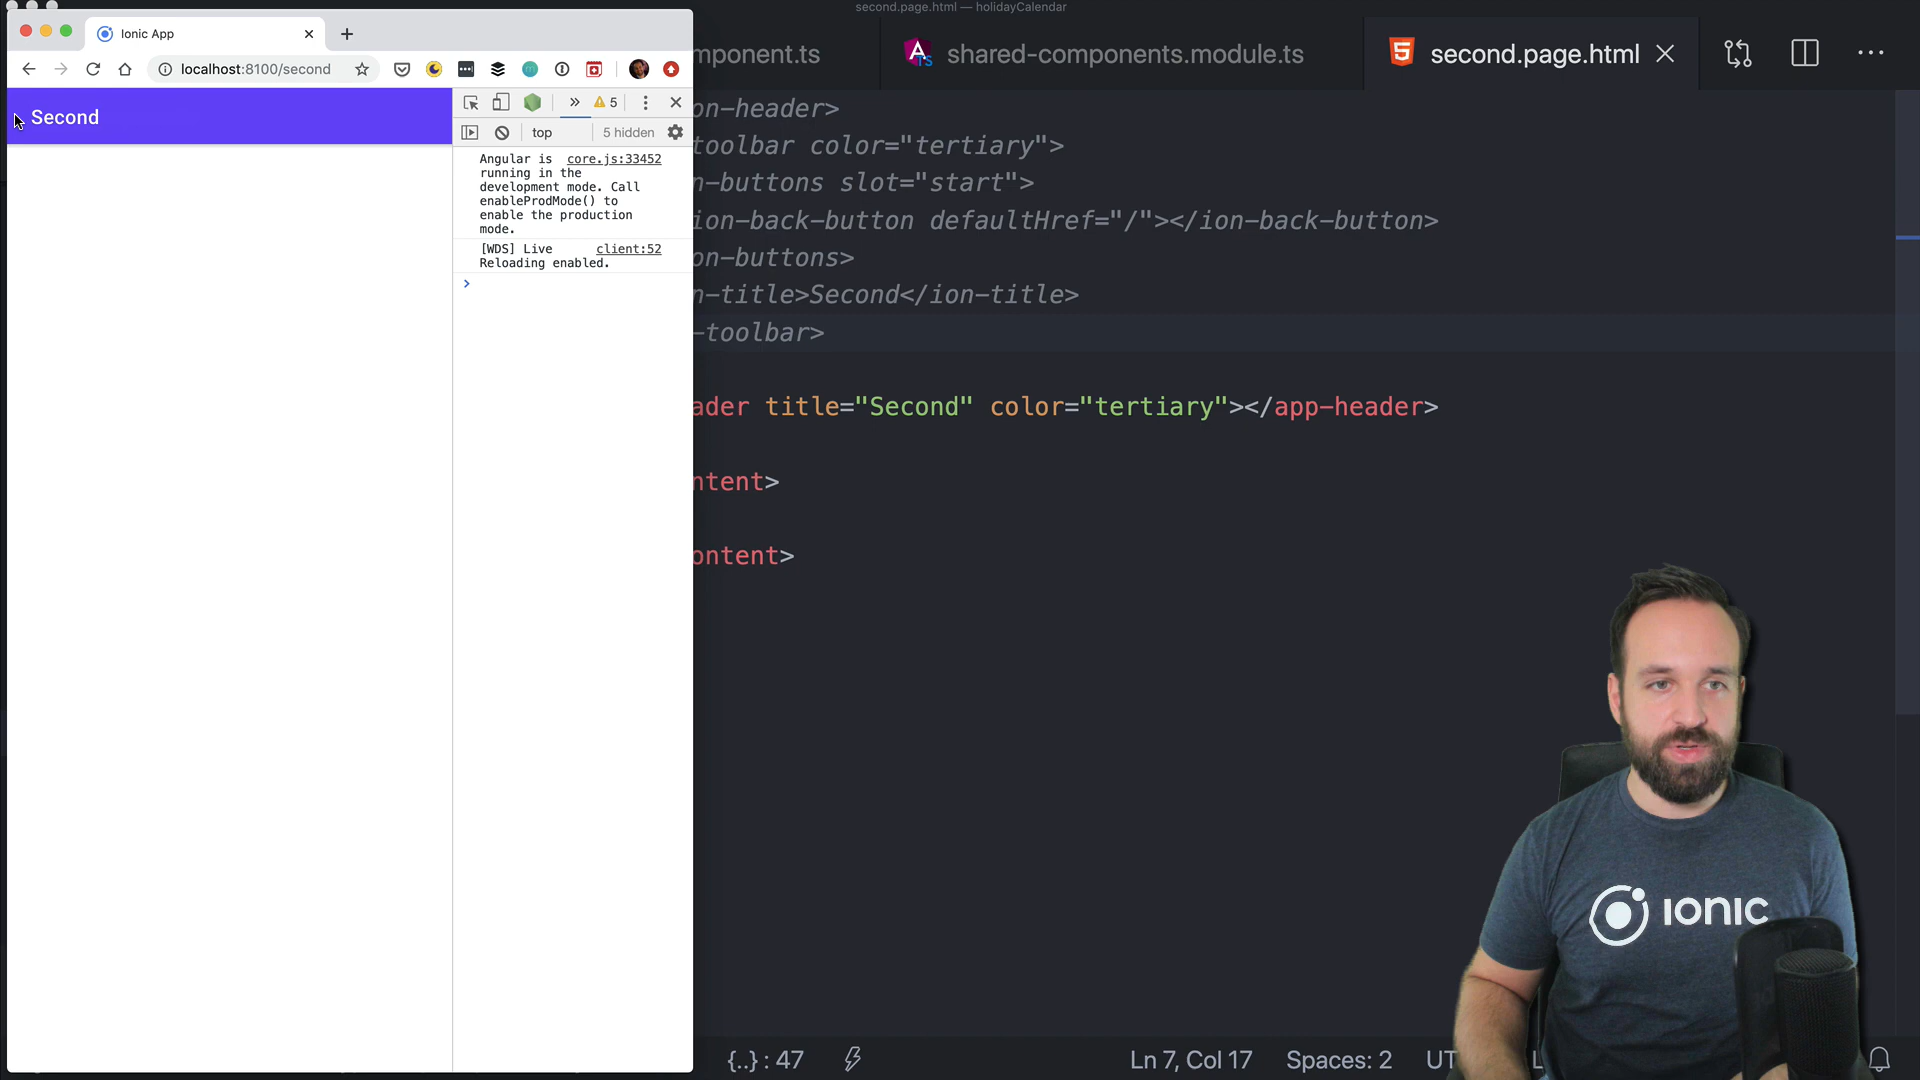 second.page.html — holidayCalendar
Ionic App
mponent.ts
shared-components.module.ts
second.page.html
localhost:8100/second
Second
5
top
5 hidden
Angular is core.js:33452
running in the
development mode. Call
enableProdMode() to
enable the production
mode.
[WDS] Live client:52
Reloading enabled.
>
on-header>
toolbar color="tertiary">
n-buttons slot="start">
ion-back-button defaultHref="/"></ion-back-button>
on-buttons>
n-title>Second</ion-title>
-toolbar>
ader title="Second" color="tertiary"></app-header>
ntent>
ontent>
IONIC
{..} : 47
Ln 7, Col 17
Spaces: 2
UT
L